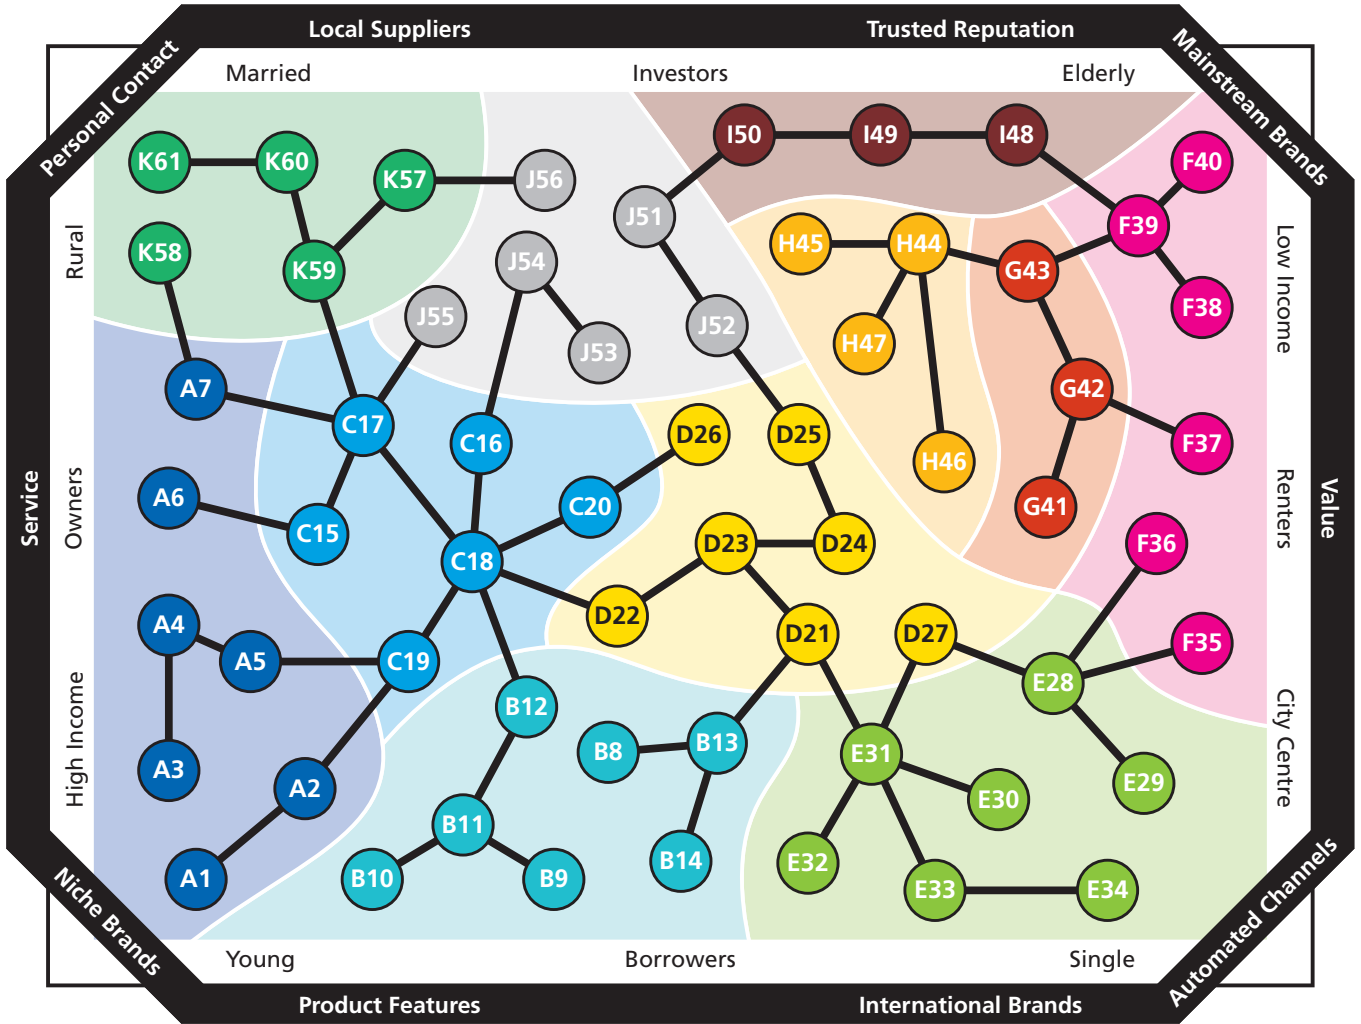 Local Suppliers
Trusted Reputation
Personal Contact
Mainstream Brands
Married
Investors
Elderly
I50
I49
I48
K61
K60
K57
J56
F40
J51
F39
K58
K59
J54
H45
H44
G43
Rural
Low Income
J55
J52
J53
H47
F38
A7
C17
C16
D26
D25
G42
F37
H46
A6
C15
C20
G41
Service
Owners
Renters
Value
C18
D23
D24
F36
D22
A4
A5
C19
D21
D27
E28
F35
High Income
City Centre
B12
B8
B13
E31
A3
A2
E30
E29
B11
A1
B10
B9
B14
E32
E33
E34
Niche Brands
Automated Channels
Young
Borrowers
Single
Product Features
International Brands